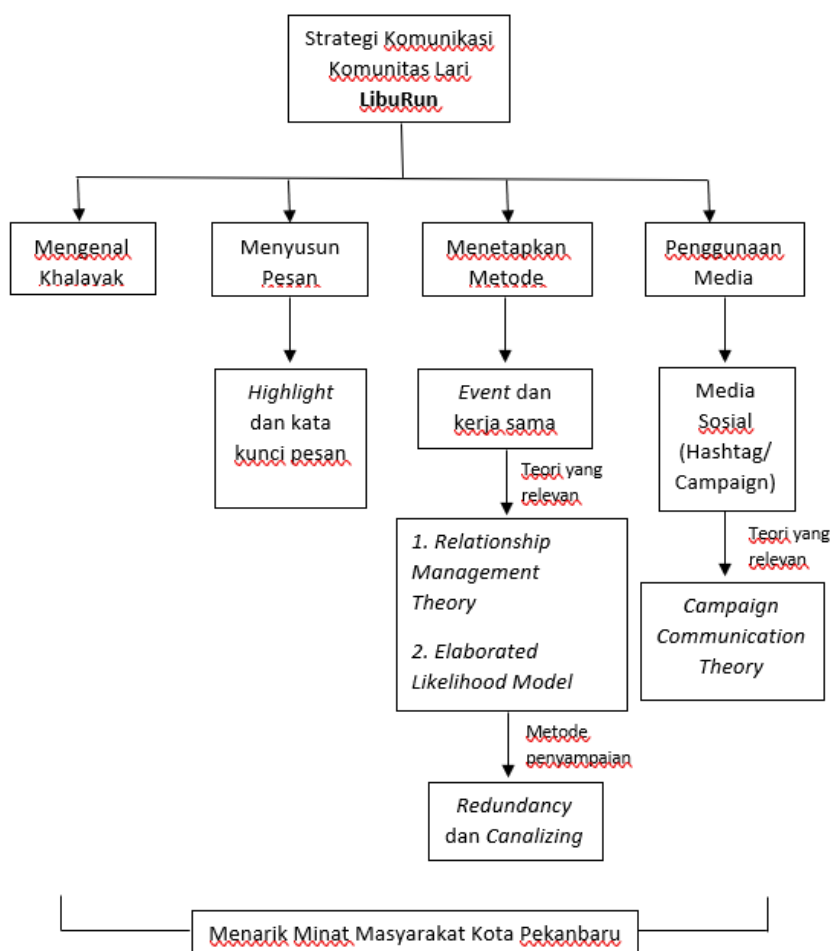 Strategi Komunikasi
Komunitas Lari
LibuRun
Mengenal
Khalayak
Menyusun
Pesan
Menetapkan
Metode
Penggunaan
Media
Highlight
dan kata
kunci pesan
Event dan
kerja sama
Media
Sosial
(Hashtag/
Campaign)
Teori yang
relevan
Teori yang
relevan
1. Relationship
Management
Theory
2. Elaborated
Likelihood Model
Campaign
Communication
Theory
Metode
penyampaian
Redundancy
dan Canalizing
Menarik Minat Masyarakat Kota Pekanbaru